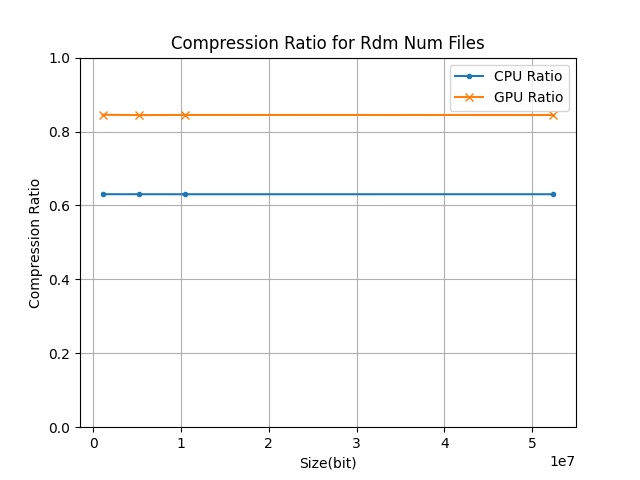 Compression Ratio for Rdm Num Files
CPU Ratio
GPU Ratio
Compression Ratio
1.0
0.8
0.6
0.4
0.2
0.0
0 1 2 3 4 5
1e7
Size(bit)